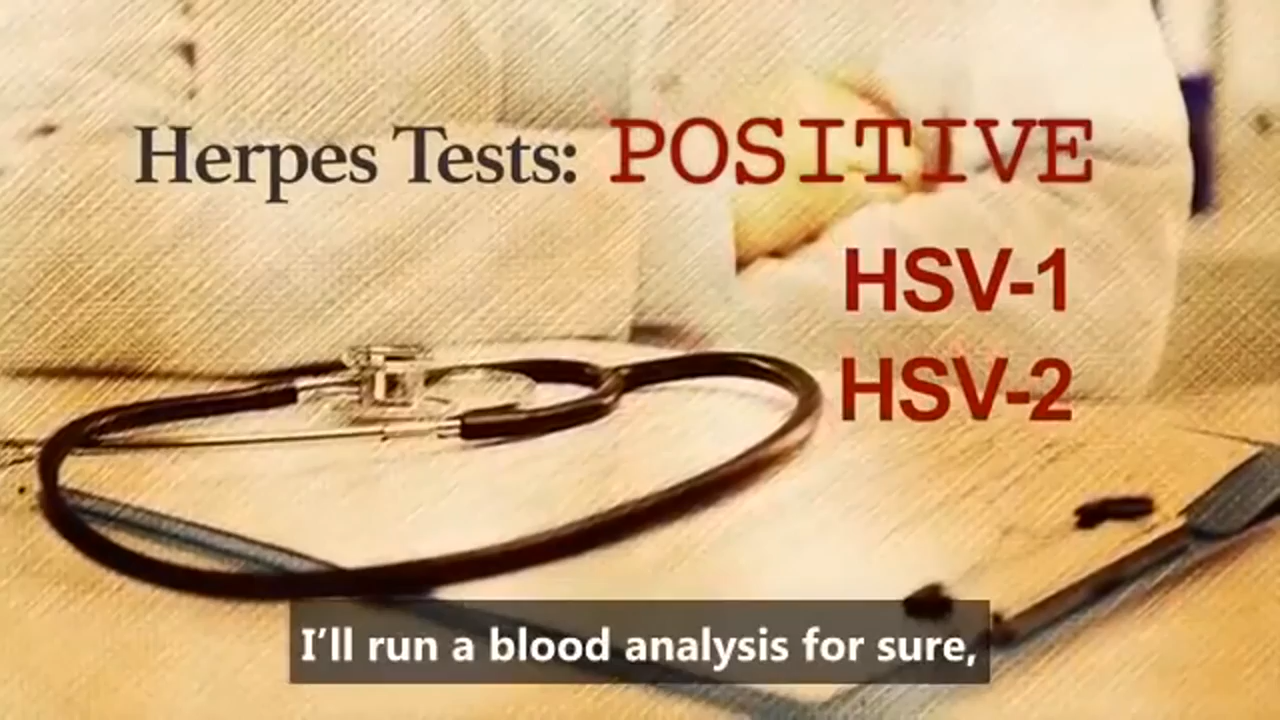 Herpes Tests: POSITIVE
HSV-1
HSV-2
I’ll run a blood analysis for sure,